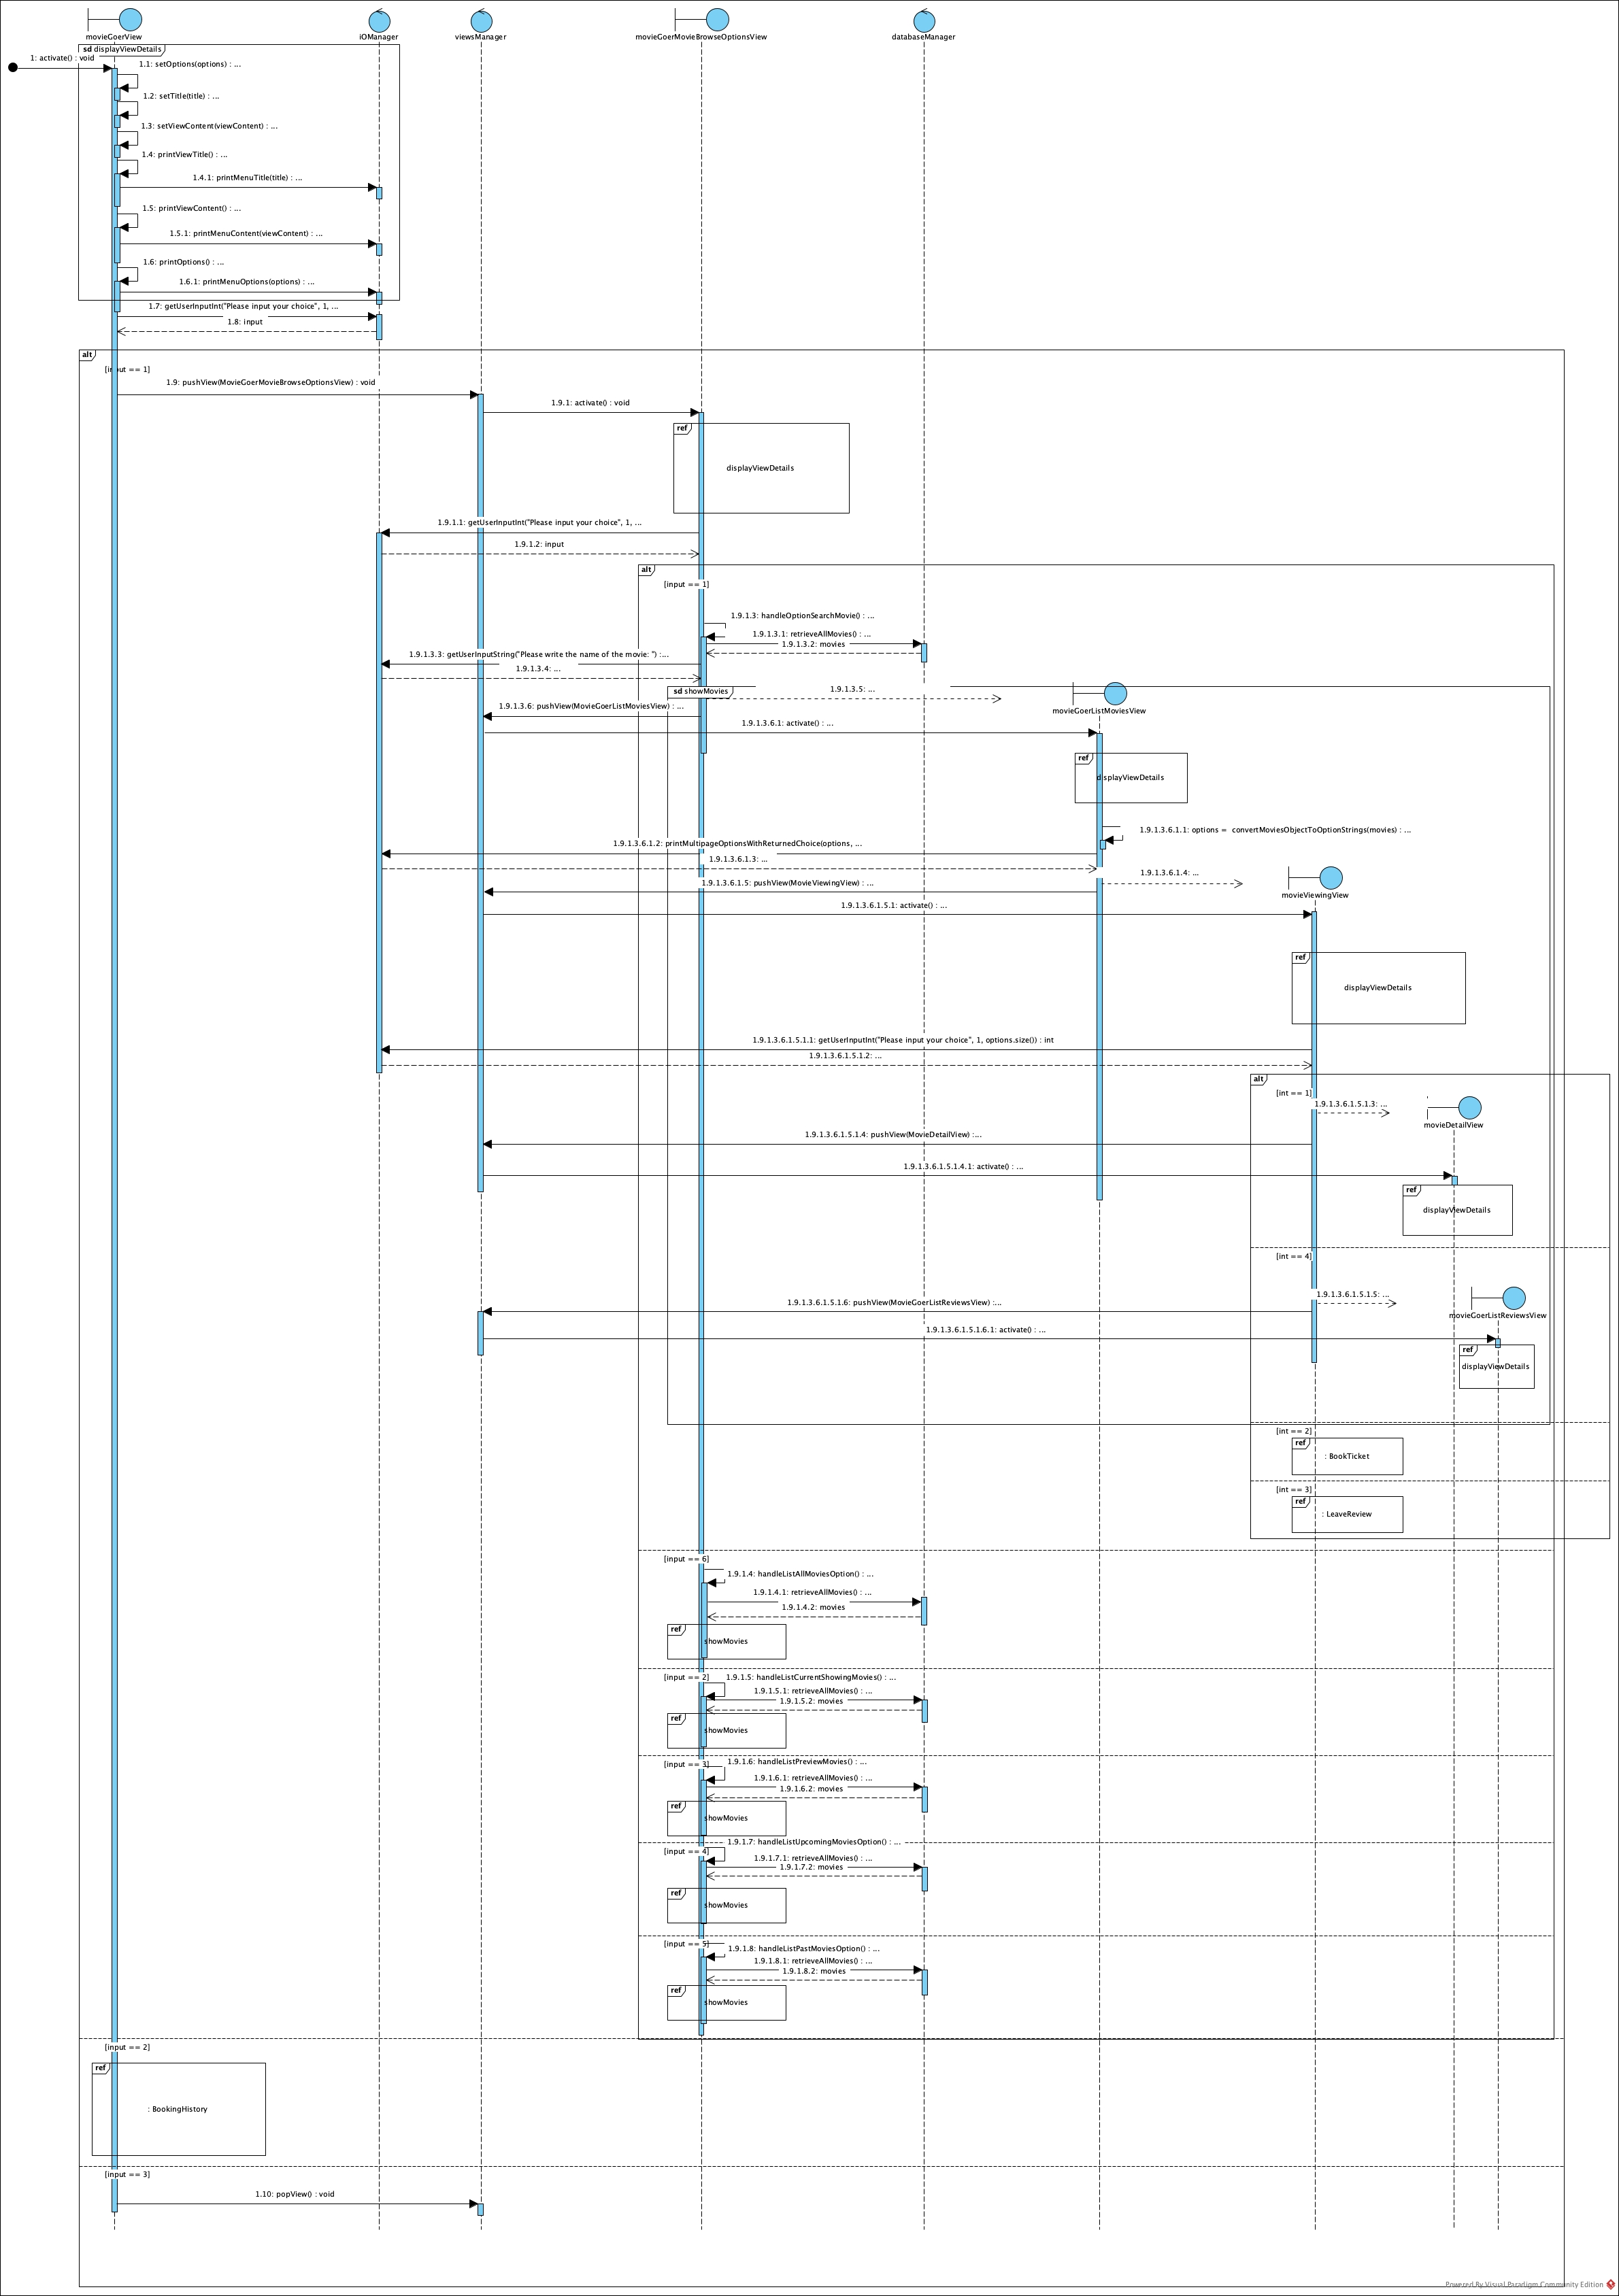 movieGoerView
iOManager
viewsManager
movieGoerMovieBrowseOptionsView
databaseManager
sd displayViewDetails
1: activate() : void
1.1: setOptions(options) : ...
1.2: setTitle(title) : ...
1.3: setViewContent(viewContent) : ...
1.4: printViewTitle() : ...
1.4.1: printMenuTitle(title) : ...
1.5: printViewContent() : ...
1.5.1: printMenuContent(viewContent) : ...
1.6: printOptions() : ...
1.6.1: printMenuOptions(options) : ...
1.7: getUserInputInt("Please input your choice", 1, ...
1.8: input
alt
[input == 1]
1.9: pushView(MovieGoerMovieBrowseOptionsView) : void
1.9.1: activate() : void
ref
displayViewDetails
1.9.1.1: getUserInputInt("Please input your choice", 1, ...
1.9.1.2: input
alt
[input == 1]
1.9.1.3: handleOptionSearchMovie() : ...
1.9.1.3.1: retrieveAllMovies() : ...
1.9.1.3.2: movies
1.9.1.3.3: getUserInputString("Please write the name of the movie: ") :...
1.9.1.3.4: ...
sd showMovies
1.9.1.3.5: ...
movieGoerListMoviesView
1.9.1.3.6: pushView(MovieGoerListMoviesView) : ...
1.9.1.3.6.1: activate() : ...
ref
displayViewDetails
1.9.1.3.6.1.1: options = convertMoviesObjectToOptionStrings(movies) : ...
1.9.1.3.6.1.2: printMultipageOptionsWithReturnedChoice(options, ...
1.9.1.3.6.1.3: ...
1.9.1.3.6.1.4: ...
1.9.1.3.6.1.5: pushView(MovieViewingView) : ...
movieViewingView
1.9.1.3.6.1.5.1: activate() : ...
ref
displayViewDetails
1.9.1.3.6.1.5.1.1: getUserInputInt("Please input your choice", 1, options.size()) : int
1.9.1.3.6.1.5.1.2: ...
alt
[int == 1]
1.9.1.3.6.1.5.1.3: ...
movieDetailView
1.9.1.3.6.1.5.1.4: pushView(MovieDetailView) :...
1.9.1.3.6.1.5.1.4.1: activate() : ...
ref
displayViewDetails
[int == 4]
1.9.1.3.6.1.5.1.5: ...
1.9.1.3.6.1.5.1.6: pushView(MovieGoerListReviewsView) :...
movieGoerListReviewsView
1.9.1.3.6.1.5.1.6.1: activate() : ...
ref
displayViewDetails
[int == 2]
ref
: BookTicket
[int == 3]
ref
: LeaveReview
[input == 6]
1.9.1.4: handleListAllMoviesOption() : ...
1.9.1.4.1: retrieveAllMovies() : ...
1.9.1.4.2: movies
ref
showMovies
[input == 2]
1.9.1.5: handleListCurrentShowingMovies() : ...
1.9.1.5.1: retrieveAllMovies() : ...
1.9.1.5.2: movies
ref
showMovies
[input == 3]
1.9.1.6: handleListPreviewMovies() : ...
1.9.1.6.1: retrieveAllMovies() : ...
1.9.1.6.2: movies
ref
showMovies
1.9.1.7: handleListUpcomingMoviesOption() : ...
[input == 4]
1.9.1.7.1: retrieveAllMovies() : ...
1.9.1.7.2: movies
ref
showMovies
[input == 5]
1.9.1.8: handleListPastMoviesOption() : ...
1.9.1.8.1: retrieveAllMovies() : ...
1.9.1.8.2: movies
ref
showMovies
[input == 2]
ref
: BookingHistory
[input == 3]
1.10: popView() : void
Powered By Visual Paradigm Community Edition